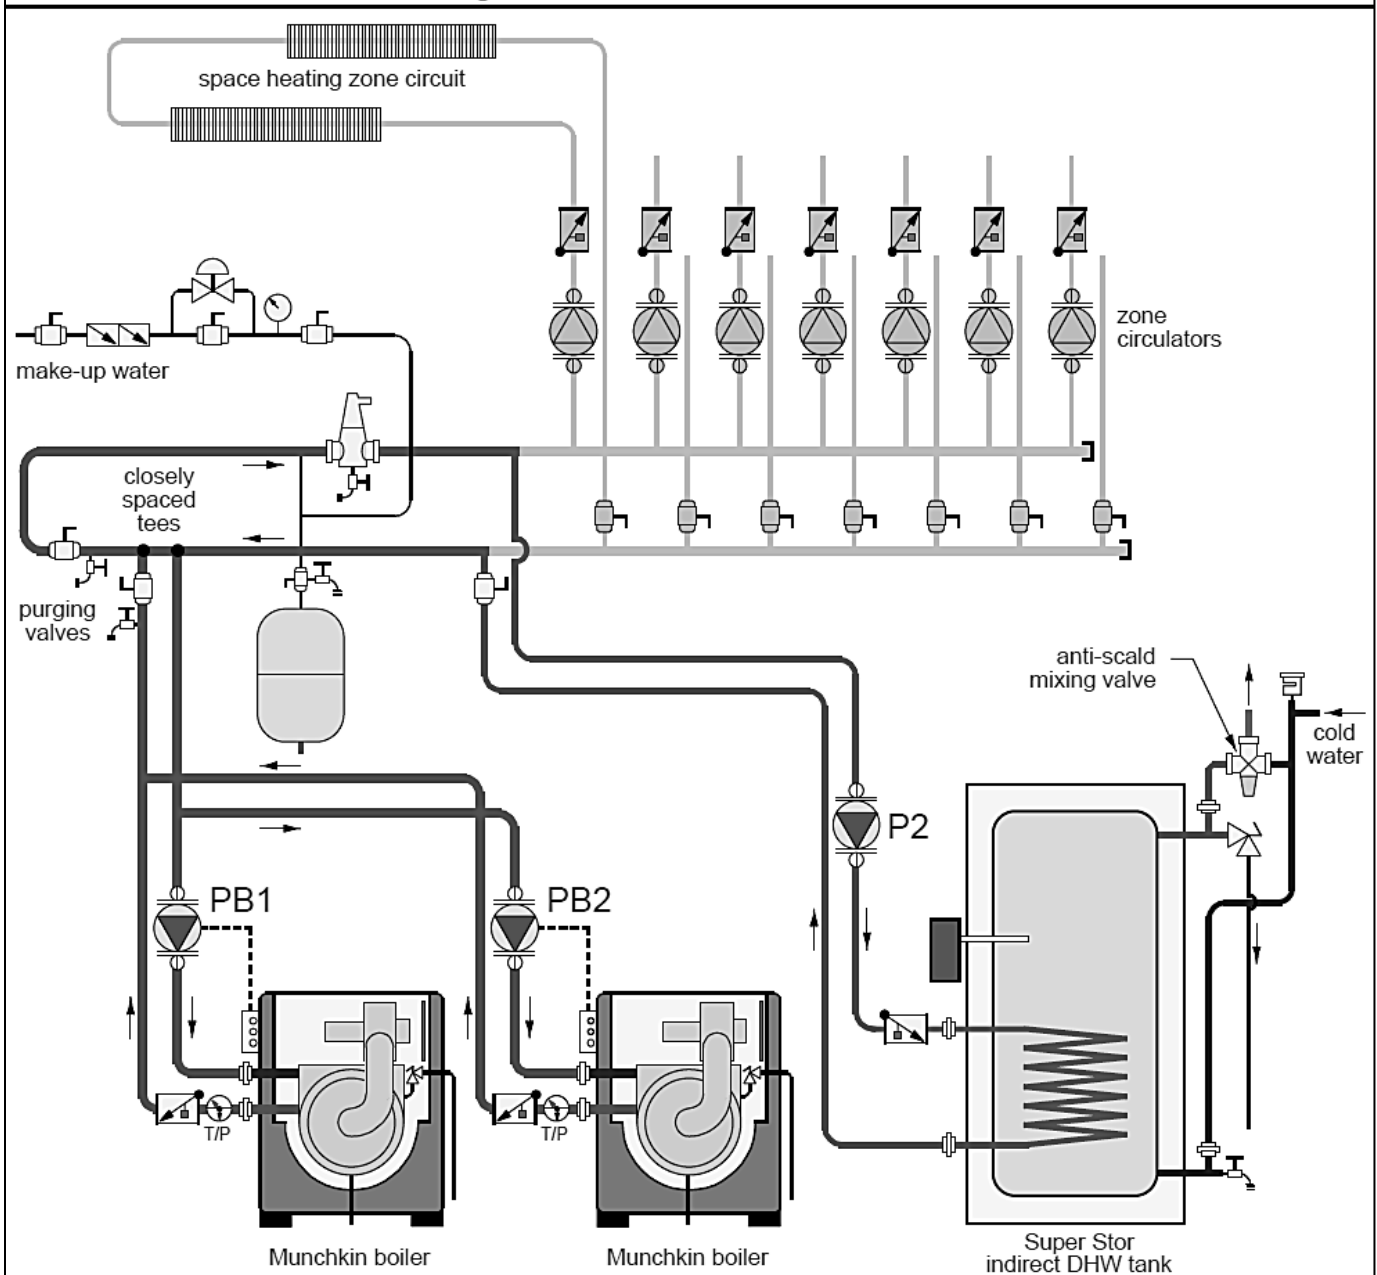 space heating zone circuit
zone
circulators
make-up water
closely
spaced
tees
purging
valves
anti-scald
mixing valve
cold
water
P2
PB1
PB2
T/P
T/P
Munchkin boiler
Munchkin boiler
Super Stor
indirect DHW tank